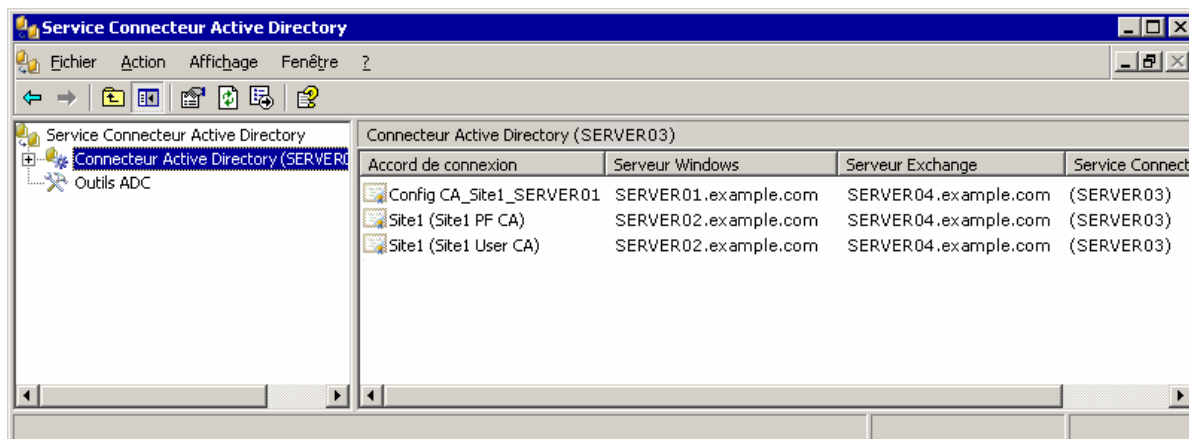 Service Connecteur Active Directory
Fichier Action Affichage Fenêtre ?
Service Connecteur Active Directory
Connecteur Active Directory (SERVER0
Outils ADC
Connecteur Active Directory (SERVER03)
Accord de connexion Serveur Windows Serveur Exchange Service Connect
Config CA_Site1_SERVER01 SERVER01.example.com SERVER04.example.com (SERVER03)
Site1 (Site1 PF CA) SERVER02.example.com SERVER04.example.com (SERVER03)
Site1 (Site1 User CA) SERVER02.example.com SERVER04.example.com (SERVER03)